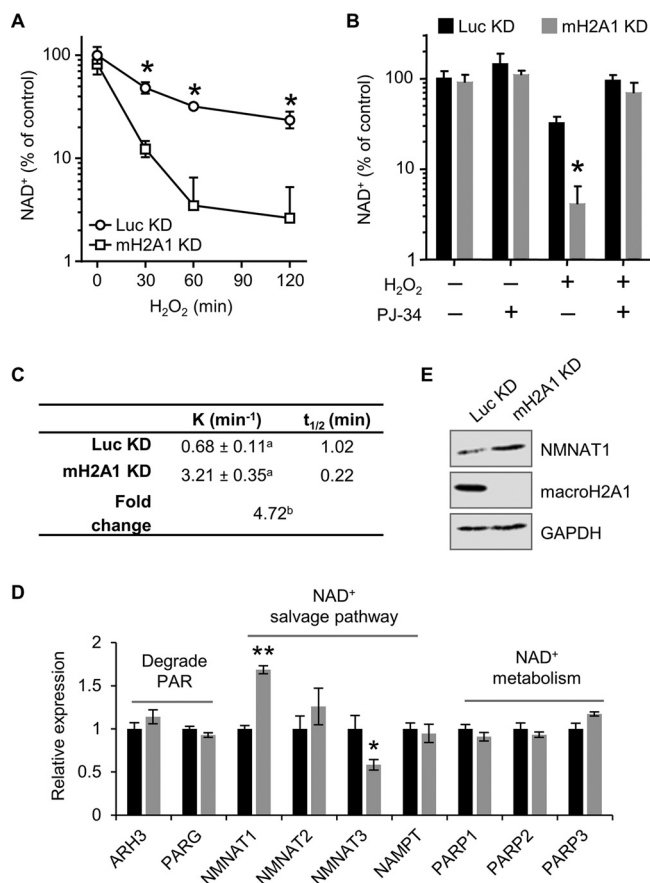 A
NAD⁺ (% of control)
100
10
1
* * *
Luc KD
mH2A1 KD
0 30 60 90 120
H₂O₂ (min)
B
Luc KD mH2A1 KD
NAD⁺ (% of control)
100
10
1
*
H₂O₂ – – + +
PJ-34 – + – +
C
K (min⁻¹) t₁/₂ (min)
Luc KD 0.68 ± 0.11ᵃ 1.02
mH2A1 KD 3.21 ± 0.35ᵃ 0.22
Fold
change 4.72ᵇ
E
Luc KD
mH2A1 KD
NMNAT1
macroH2A1
GAPDH
D
NAD⁺
salvage pathway
Degrade
PAR
NAD⁺
metabolism
** *
Relative expression
2
1.5
1
0.5
0
ARH3 PARG NMNAT1 NMNAT2 NMNAT3 NAMPT PARP1 PARP2 PARP3